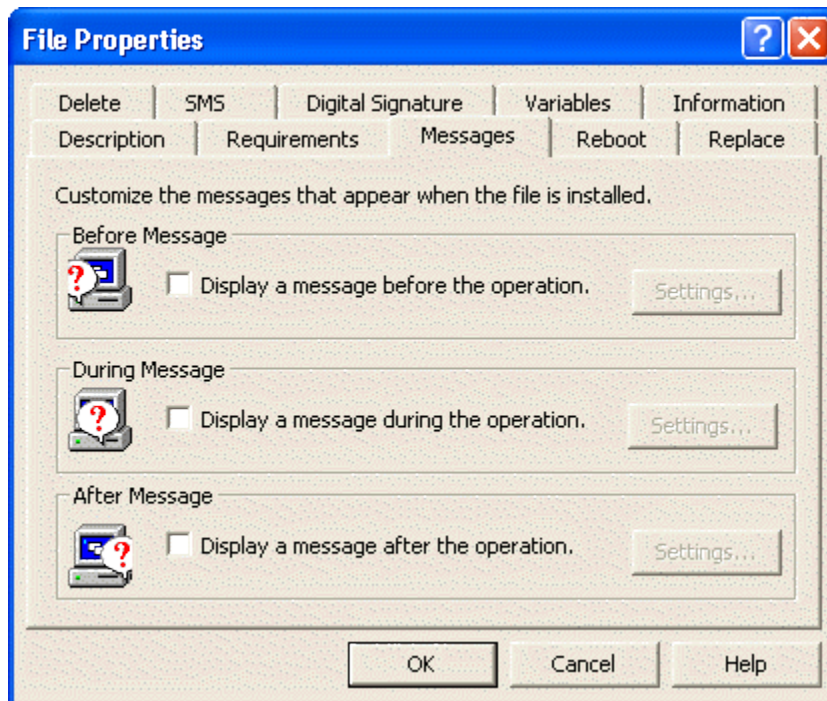 File Properties
Delete SMS Digital Signature Variables Information
Description Requirements Messages Reboot Replace
Customize the messages that appear when the file is installed.
Before Message
Display a message before the operation. Settings...
During Message
Display a message during the operation. Settings...
After Message
Display a message after the operation. Settings...
OK Cancel Help